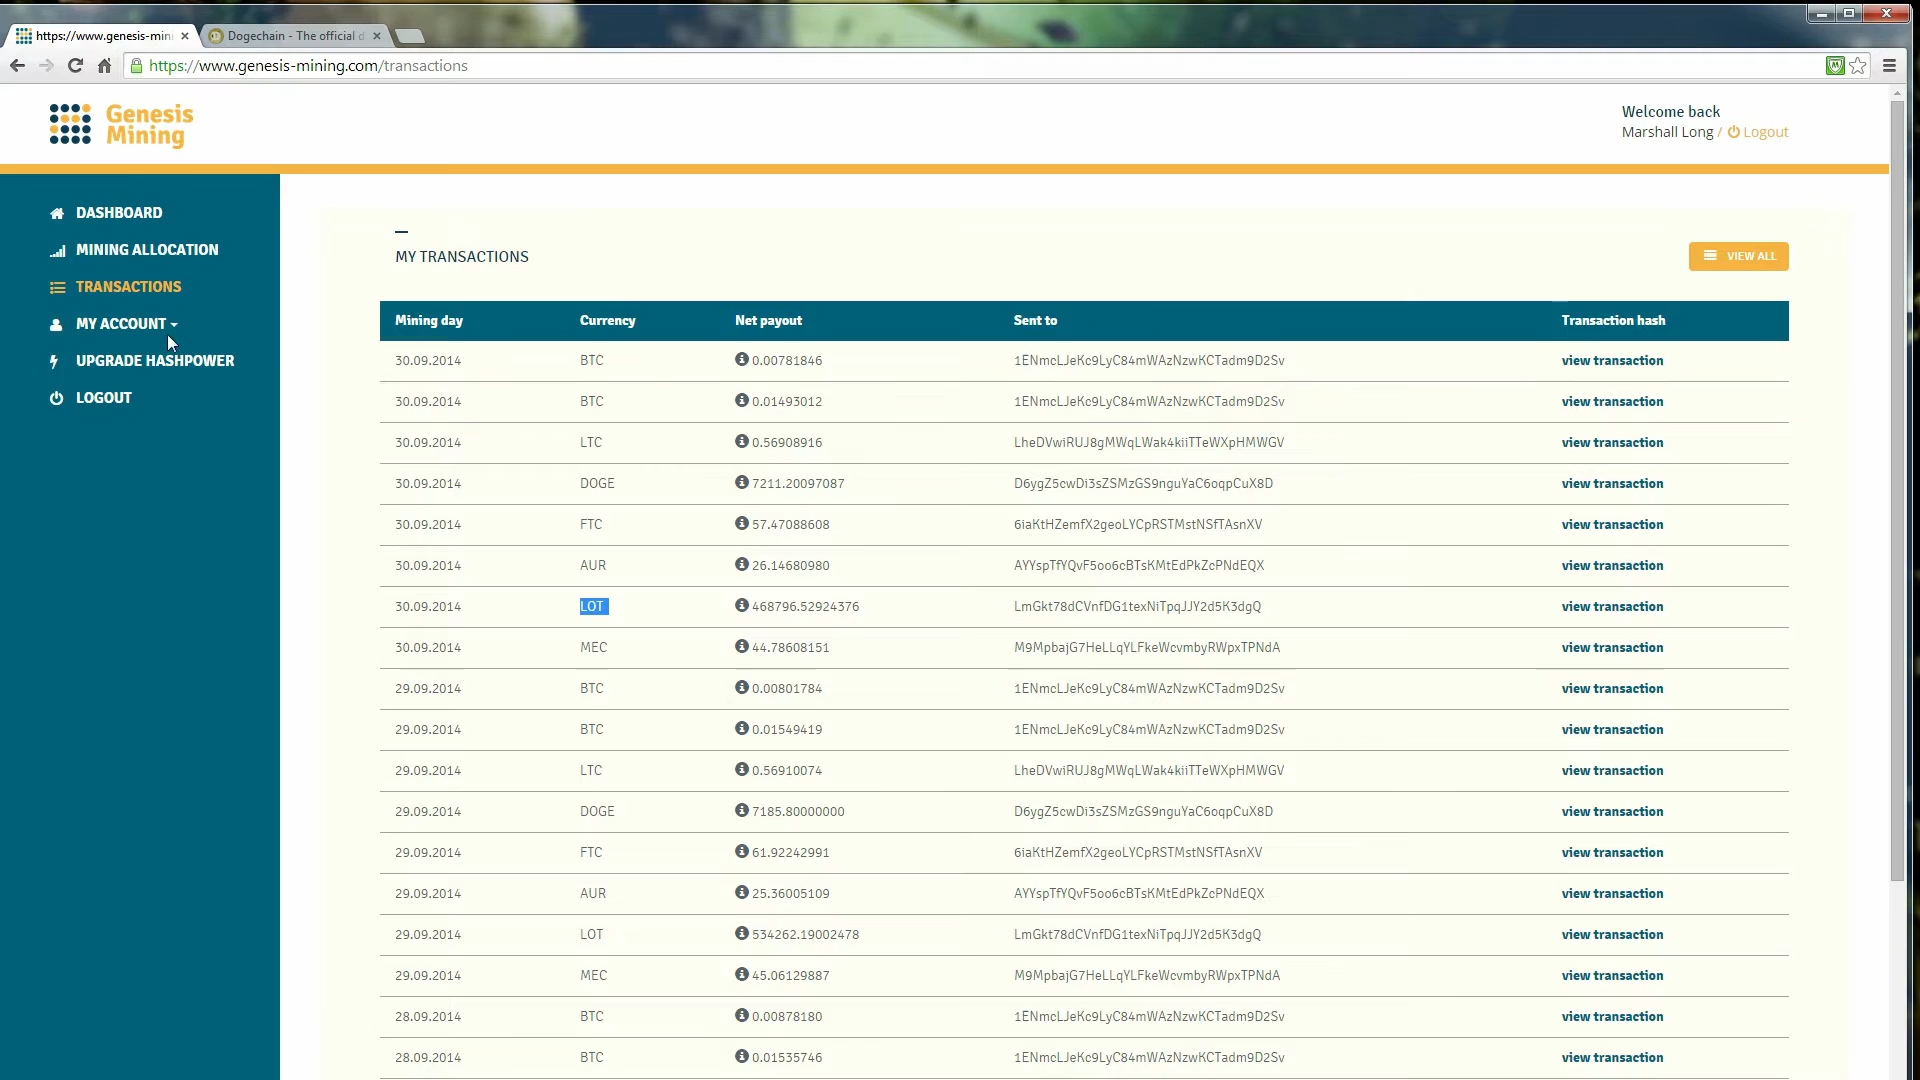 https://www.genesis-min
Dogechain - The official d
https://www.genesis-mining.com/transactions
Genesis
Mining
Welcome back
Marshall Long / Logout
DASHBOARD
MINING ALLOCATION
TRANSACTIONS
MY ACCOUNT
UPGRADE HASHPOWER
LOGOUT
MY TRANSACTIONS
VIEW ALL
Mining day Currency Net payout Sent to Transaction hash
30.09.2014 BTC 0.00781846 1ENmcLJeKc9LyC84mWAzNzwKCTadm9D2Sv view transaction
30.09.2014 BTC 0.01493012 1ENmcLJeKc9LyC84mWAzNzwKCTadm9D2Sv view transaction
30.09.2014 LTC 0.56908916 LheDVwiRUJ8gMWqLWak4kiiTTeWXpHMWGV view transaction
30.09.2014 DOGE 7211.20097087 D6ygZ5cwDi3sZSMzGS9nguYaC6oqpCuX8D view transaction
30.09.2014 FTC 57.47088608 6iaKtHZemfX2geoLYCpRSTMstNSfTAsnXV view transaction
30.09.2014 AUR 26.14680980 AYYspTfYQvF5oo6cBTsKMtEdPkZcPNdEQX view transaction
30.09.2014 LOT 468796.52924376 LmGkt78dCVnfDG1texNiTpqJJY2d5K3dgQ view transaction
30.09.2014 MEC 44.78608151 M9MpbajG7HeLLqYLFkeWcvmbyRWpxTPNdA view transaction
29.09.2014 BTC 0.00801784 1ENmcLJeKc9LyC84mWAzNzwKCTadm9D2Sv view transaction
29.09.2014 BTC 0.01549419 1ENmcLJeKc9LyC84mWAzNzwKCTadm9D2Sv view transaction
29.09.2014 LTC 0.56910074 LheDVwiRUJ8gMWqLWak4kiiTTeWXpHMWGV view transaction
29.09.2014 DOGE 7185.80000000 D6ygZ5cwDi3sZSMzGS9nguYaC6oqpCuX8D view transaction
29.09.2014 FTC 61.92242991 6iaKtHZemfX2geoLYCpRSTMstNSfTAsnXV view transaction
29.09.2014 AUR 25.36005109 AYYspTfYQvF5oo6cBTsKMtEdPkZcPNdEQX view transaction
29.09.2014 LOT 534262.19002478 LmGkt78dCVnfDG1texNiTpqJJY2d5K3dgQ view transaction
29.09.2014 MEC 45.06129887 M9MpbajG7HeLLqYLFkeWcvmbyRWpxTPNdA view transaction
28.09.2014 BTC 0.00878180 1ENmcLJeKc9LyC84mWAzNzwKCTadm9D2Sv view transaction
28.09.2014 BTC 0.01535746 1ENmcLJeKc9LyC84mWAzNzwKCTadm9D2Sv view transaction